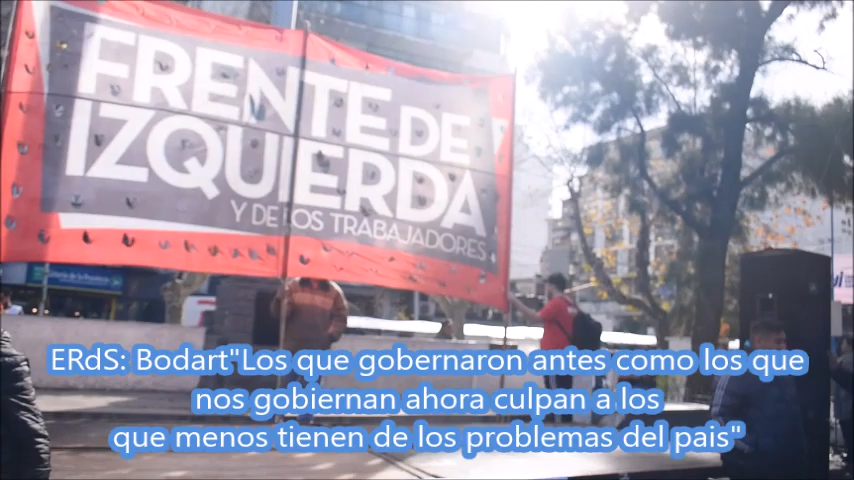 FRENTE DE
IZQUIERDA
Y DE LOS TRABAJADORES
ERdS: Bodart"Los que gobernaron antes como los que
nos gobiernan ahora culpan a los
que menos tienen de los problemas del pais"